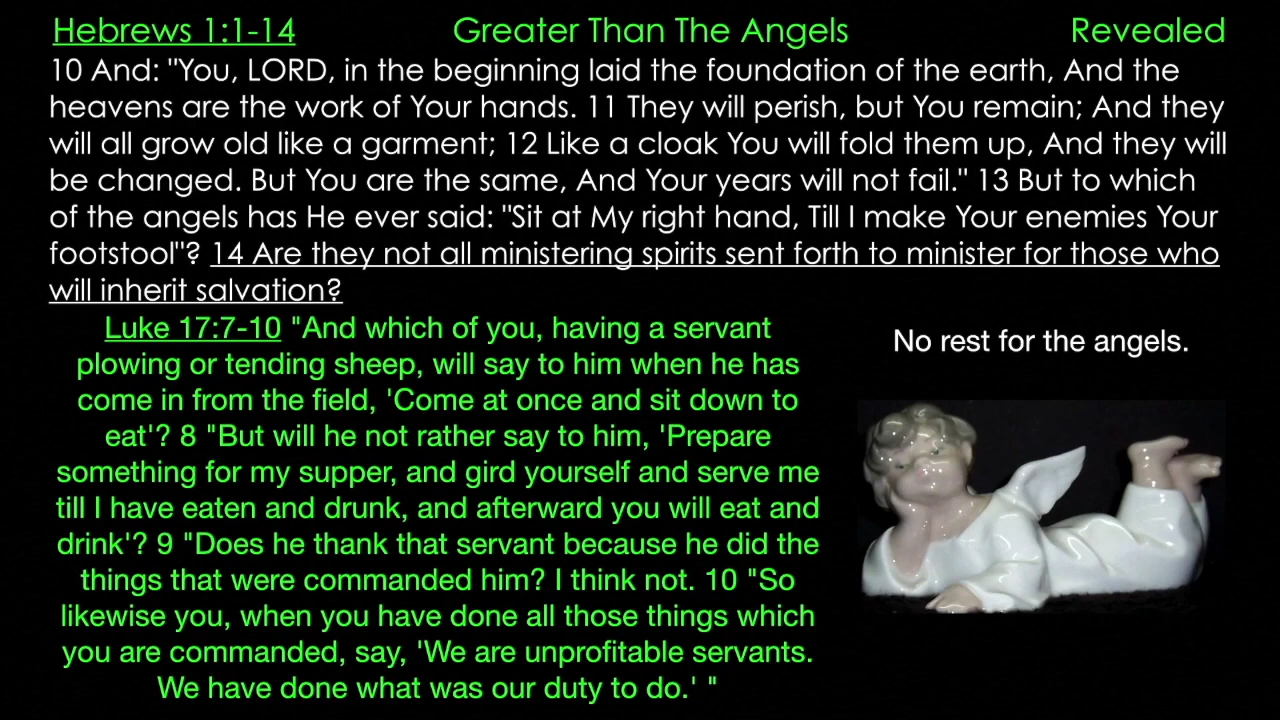 Hebrews 1:1-14 Greater Than The Angels Revealed
10 And: "You, LORD, in the beginning laid the foundation of the earth, And the
heavens are the work of Your hands. 11 They will perish, but You remain; And they
will all grow old like a garment; 12 Like a cloak You will fold them up, And they will
be changed. But You are the same, And Your years will not fail." 13 But to which
of the angels has He ever said: "Sit at My right hand, Till I make Your enemies Your
footstool"? 14 Are they not all ministering spirits sent forth to minister for those who
will inherit salvation?
Luke 17:7-10 "And which of you, having a servant
plowing or tending sheep, will say to him when he has
come in from the field, 'Come at once and sit down to
eat'? 8 "But will he not rather say to him, 'Prepare
something for my supper, and gird yourself and serve me
till I have eaten and drunk, and afterward you will eat and
drink'? 9 "Does he thank that servant because he did the
things that were commanded him? I think not. 10 "So
likewise you, when you have done all those things which
you are commanded, say, 'We are unprofitable servants.
We have done what was our duty to do.' "
No rest for the angels.